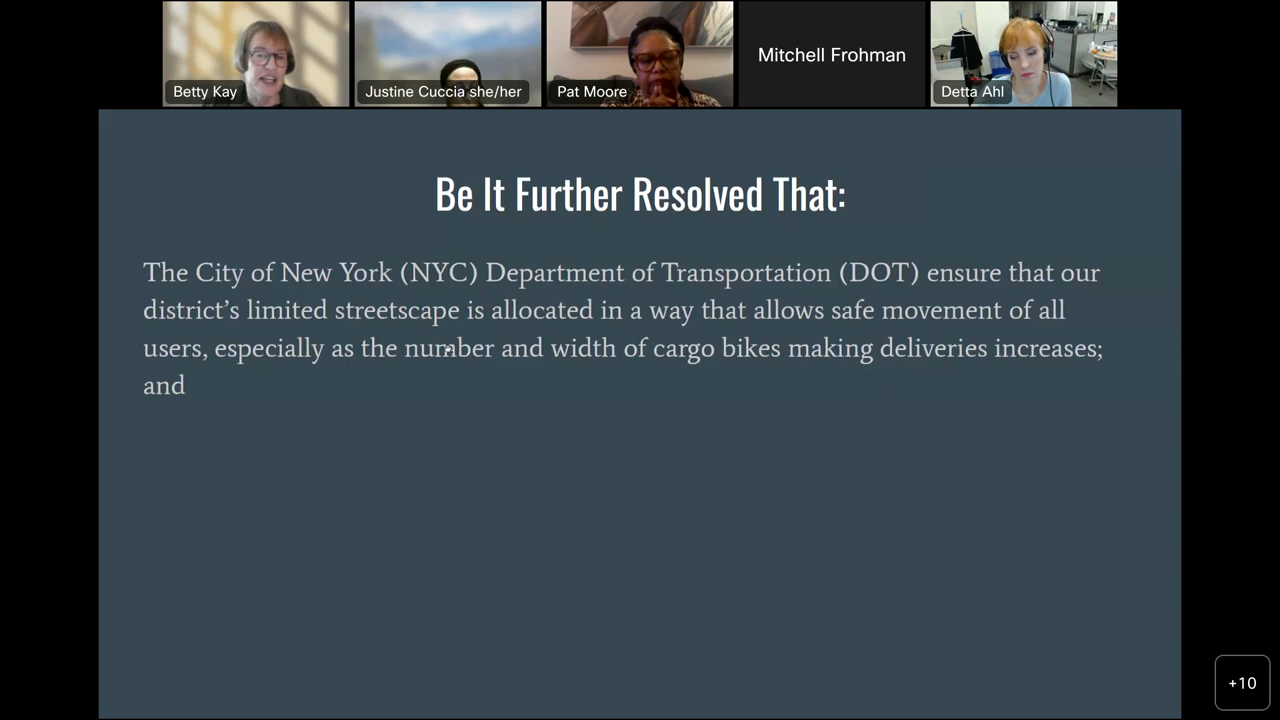 Betty Kay
Justine Cuccia she/her
Pat Moore
Mitchell Frohman
Detta Ahl
Be It Further Resolved That:
The City of New York (NYC) Department of Transportation (DOT) ensure that our
district’s limited streetscape is allocated in a way that allows safe movement of all
users, especially as the number and width of cargo bikes making deliveries increases;
and
+10